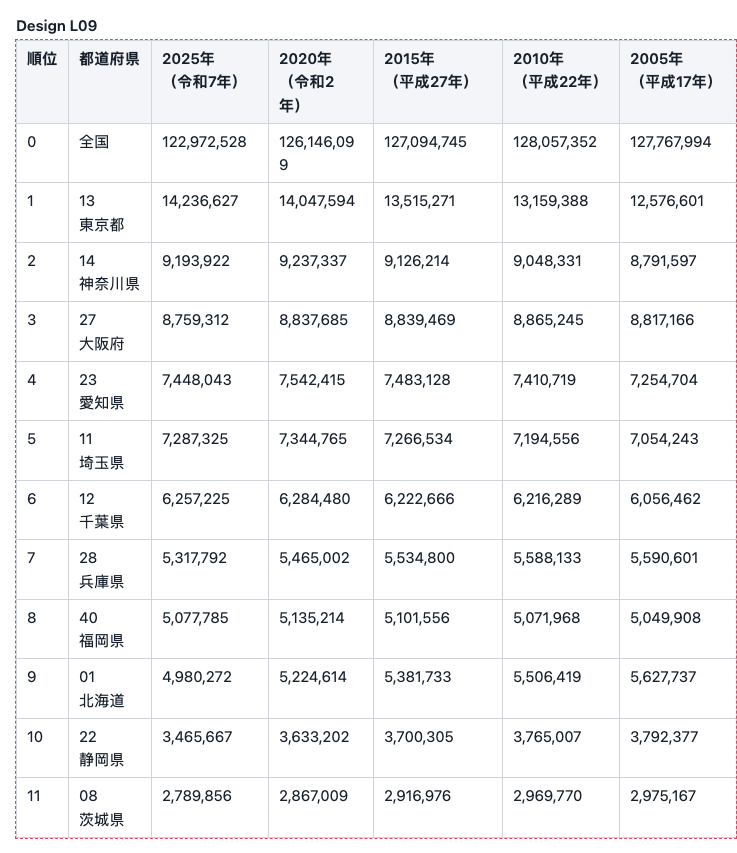 Design L09
順位 都道府県 2025年 2020年 2015年 2010年 2005年
（令和7年） （令和2 （平成27年） （平成22年） （平成17年）
年）
0 全国 122,972,528 126,146,09 127,094,745 128,057,352 127,767,994
9
1 13 14,236,627 14,047,594 13,515,271 13,159,388 12,576,601
東京都
2 14 9,193,922 9,237,337 9,126,214 9,048,331 8,791,597
神奈川県
3 27 8,759,312 8,837,685 8,839,469 8,865,245 8,817,166
大阪府
4 23 7,448,043 7,542,415 7,483,128 7,410,719 7,254,704
愛知県
5 11 7,287,325 7,344,765 7,266,534 7,194,556 7,054,243
埼玉県
6 12 6,257,225 6,284,480 6,222,666 6,216,289 6,056,462
千葉県
7 28 5,317,792 5,465,002 5,534,800 5,588,133 5,590,601
兵庫県
8 40 5,077,785 5,135,214 5,101,556 5,071,968 5,049,908
福岡県
9 01 4,980,272 5,224,614 5,381,733 5,506,419 5,627,737
北海道
10 22 3,465,667 3,633,202 3,700,305 3,765,007 3,792,377
静岡県
11 08 2,789,856 2,867,009 2,916,976 2,969,770 2,975,167
茨城県